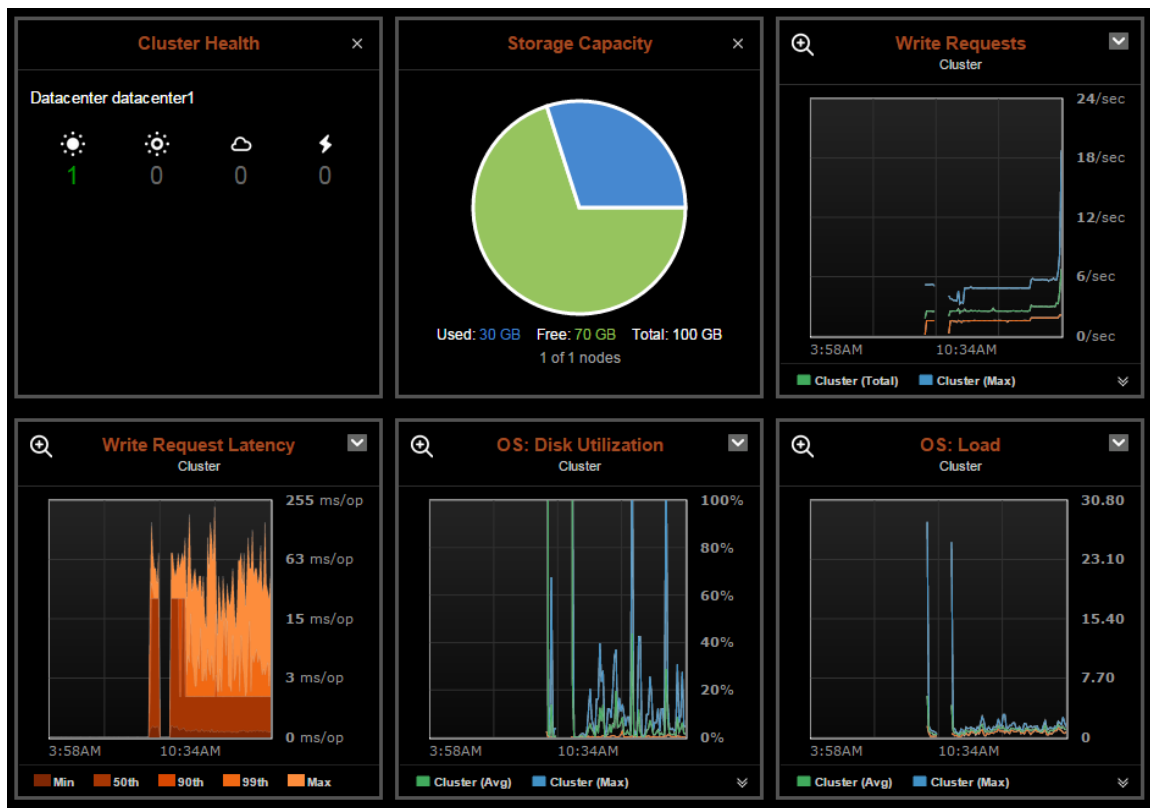 Cluster Health ×
Datacenter datacenter1
1 0 0 0
Storage Capacity ×
Used: 30 GB Free: 70 GB Total: 100 GB
1 of 1 nodes
Write Requests
Cluster
24/sec
18/sec
12/sec
6/sec
0/sec
3:58AM 10:34AM
Cluster (Total) Cluster (Max)
Write Request Latency
Cluster
255 ms/op
63 ms/op
15 ms/op
3 ms/op
0 ms/op
3:58AM 10:34AM
Min 50th 90th 99th Max
OS: Disk Utilization
Cluster
100%
80%
60%
40%
20%
0%
3:58AM 10:34AM
Cluster (Avg) Cluster (Max)
OS: Load
Cluster
30.80
23.10
15.40
7.70
0
3:58AM 10:34AM
Cluster (Avg) Cluster (Max)